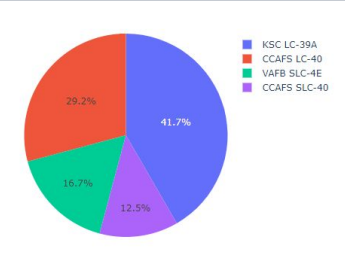 KSC LC-39A
CCAFS LC-40
VAFB SLC-4E
CCAFS SLC-40
29.2%
41.7%
16.7%
12.5%